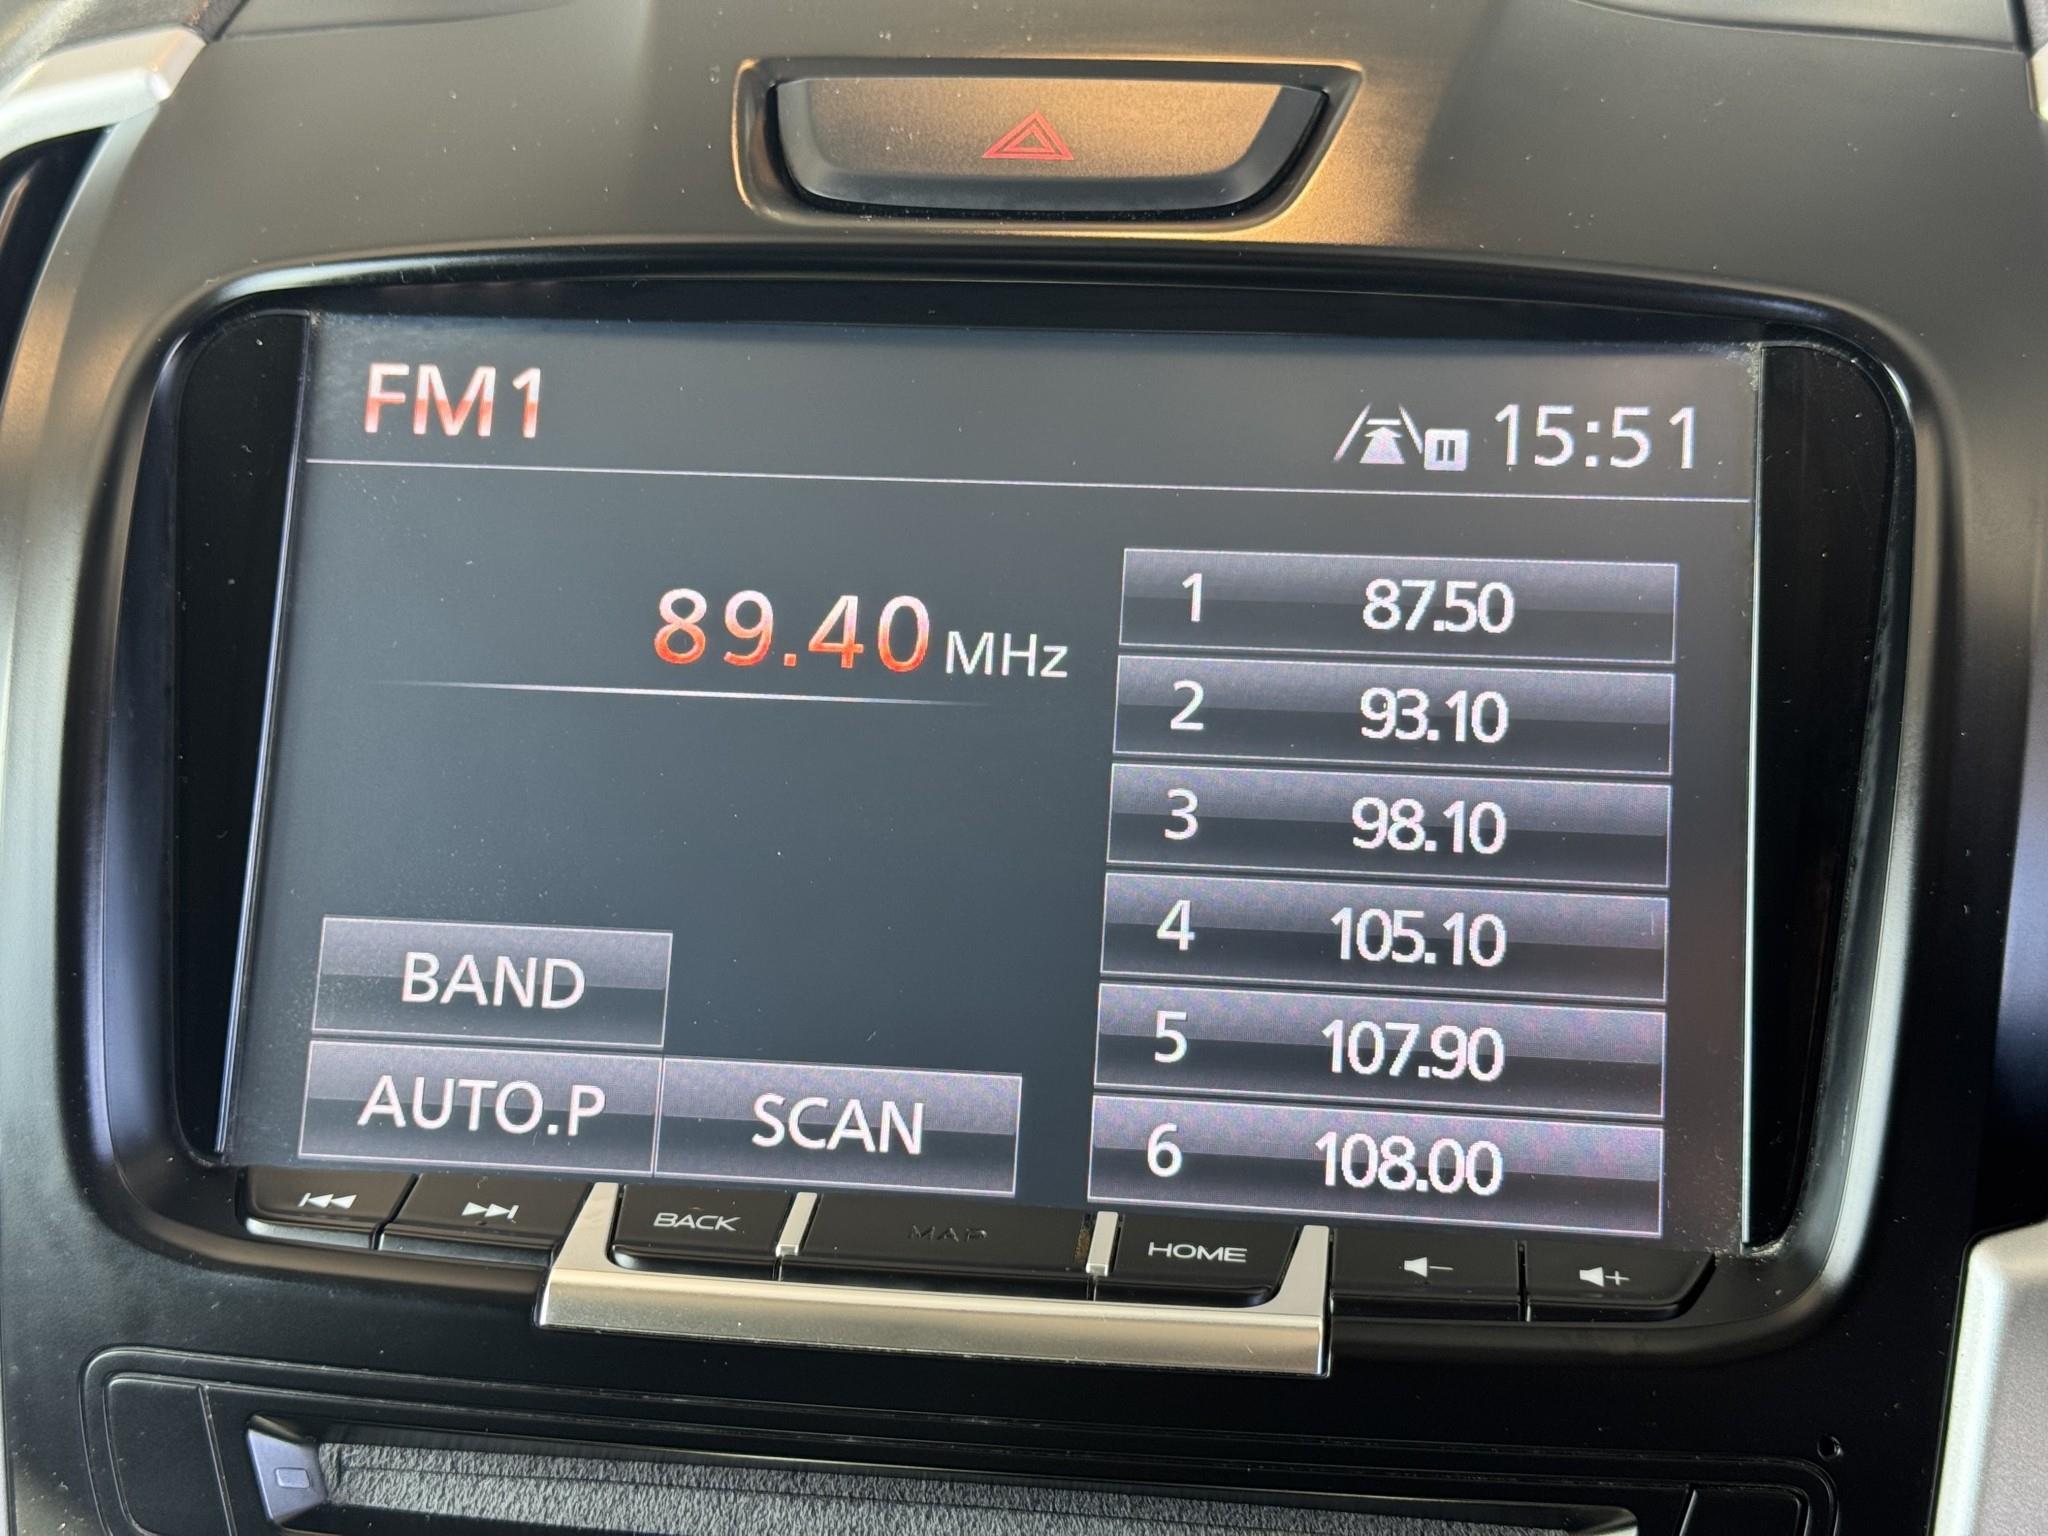 FM1
15:51
89.40 MHz
1 87.50
2 93.10
3 98.10
4 105.10
5 107.90
6 108.00
BAND
AUTO.P
SCAN
BACK
MAP
HOME